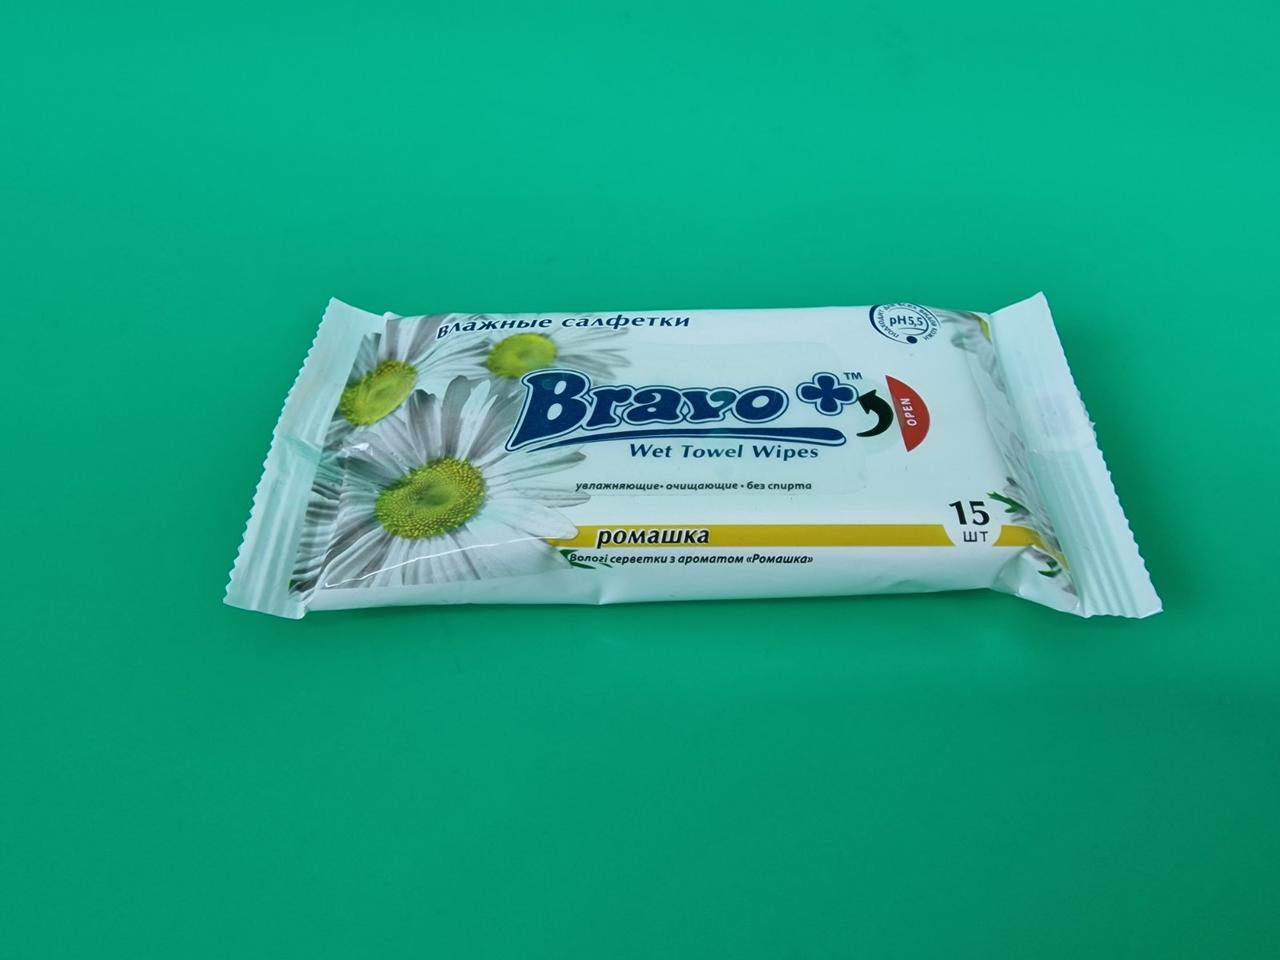 влажные салфетки
pH5,5
Bravo +™
OPEN
Wet Towel Wipes
увлажняющие • очищающие • без спирта
15
ШТ
ромашка
Вологі серветки з ароматом «Ромашка»